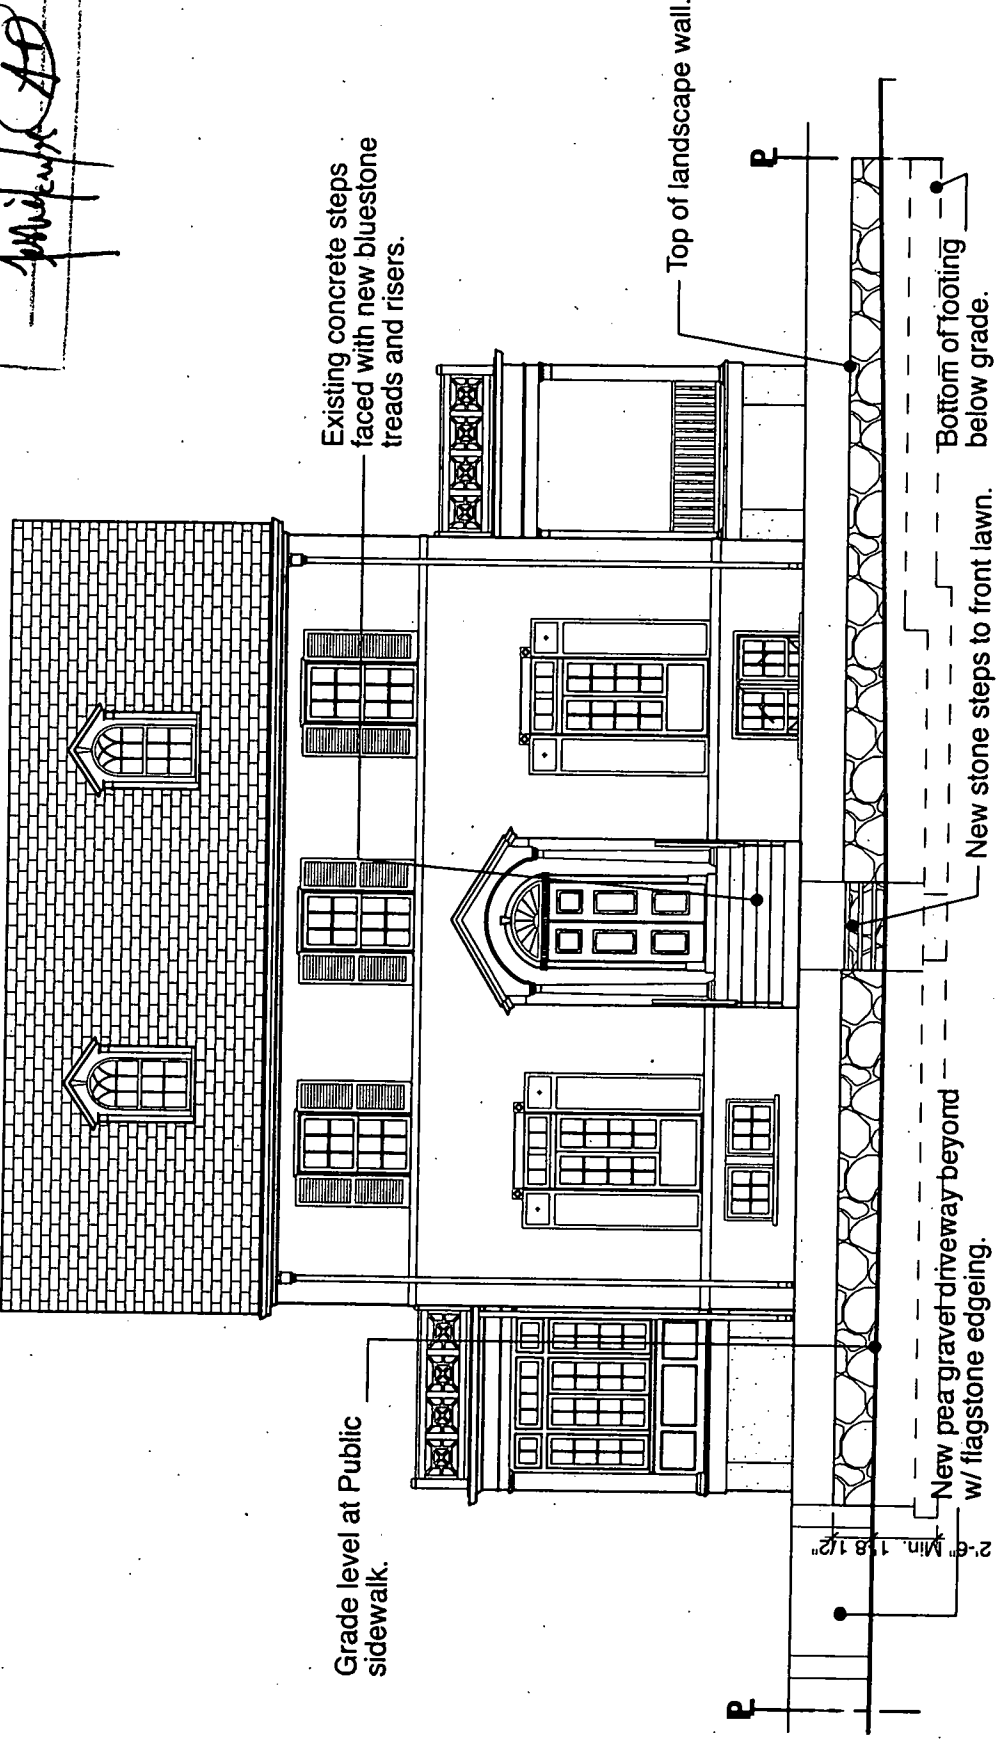 Existing concrete steps
faced with new bluestone
treads and risers.
Grade level at Public
sidewalk.
Top of landscape wall.
PL
PL
2'-6" Min.
1'-8 1/2"
New pea gravel driveway beyond
w/ flagstone edgeing.
New stone steps to front lawn.
Bottom of footing
below grade.